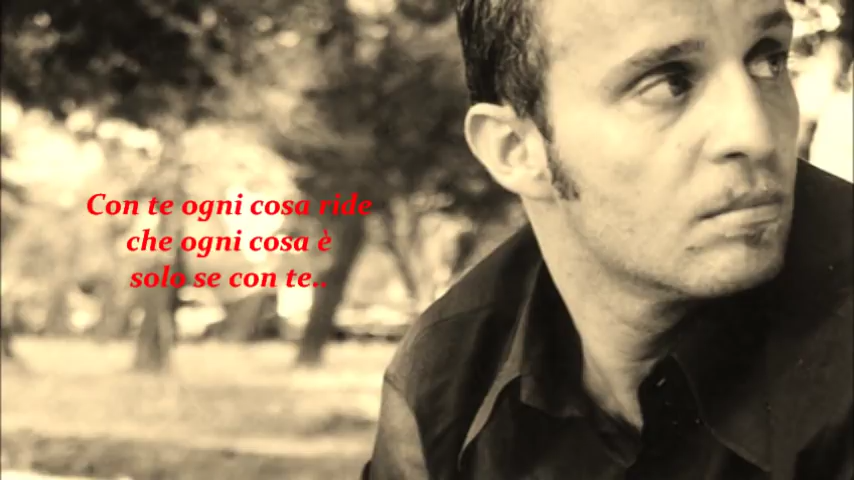 Con te ogni cosa ride
che ogni cosa è
solo se con te..